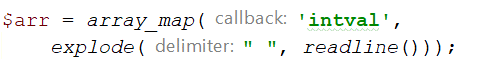 $arr = array_map( callback: 'intval',
explode( delimiter: " ", readline()));